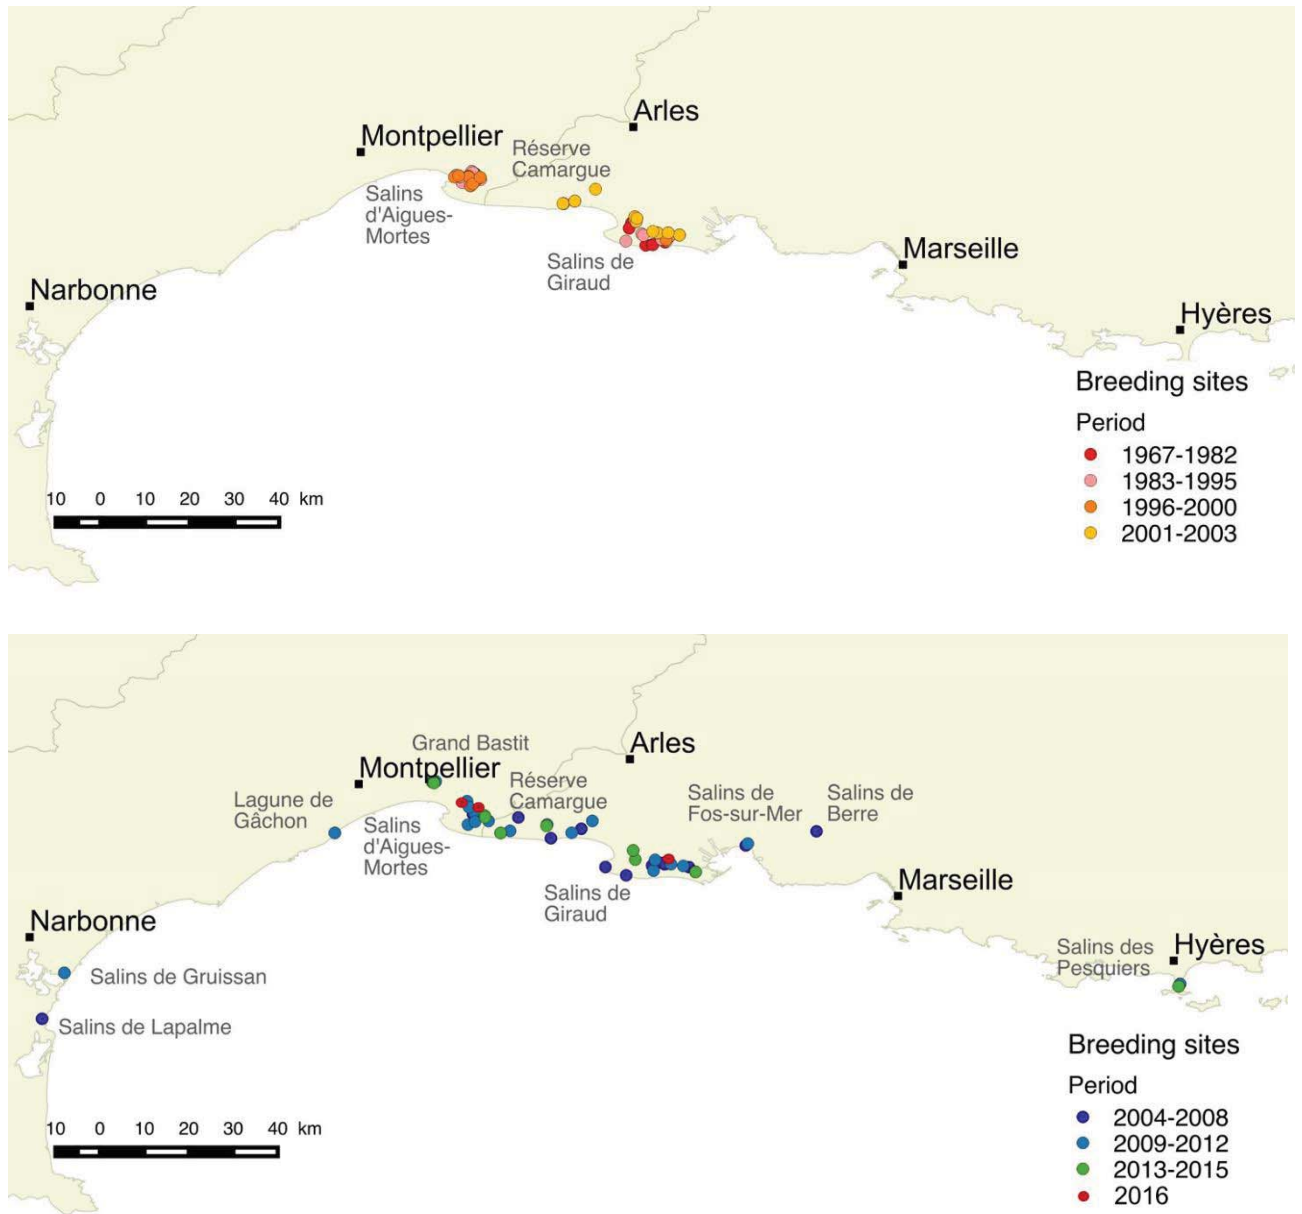 Arles
Montpellier
Réserve
Camargue
Salins
d'Aigues-
Mortes
Salins de
Giraud
Marseille
Narbonne
Hyères
Breeding sites
Period
1967-1982
1983-1995
1996-2000
2001-2003
10 0 10 20 30 40 km
Grand Bastit
Arles
Montpellier
Réserve
Camargue
Salins de
Fos-sur-Mer
Salins de
Berre
Lagune de
Gâchon
Salins
d'Aigues-
Mortes
Salins de
Giraud
Marseille
Narbonne
Salins des
Pesquiers
Hyères
Salins de Gruissan
Salins de Lapalme
Breeding sites
Period
2004-2008
2009-2012
2013-2015
2016
10 0 10 20 30 40 km